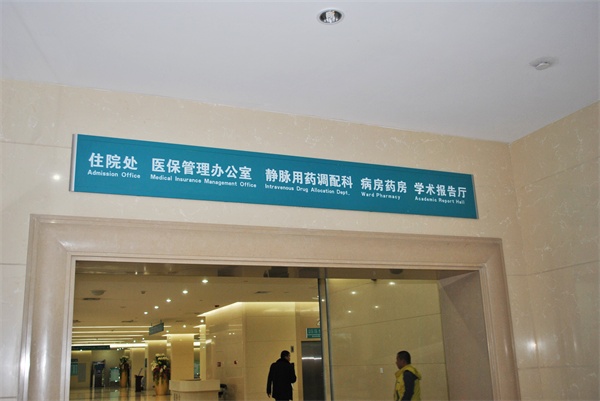 住院处 医保管理办公室 静脉用药调配科 病房药房 学术报告厅
Admission Office Medical Insurance Management Office Intravenous Drug Allocation Dept. Ward Pharmacy Academic Report Hall